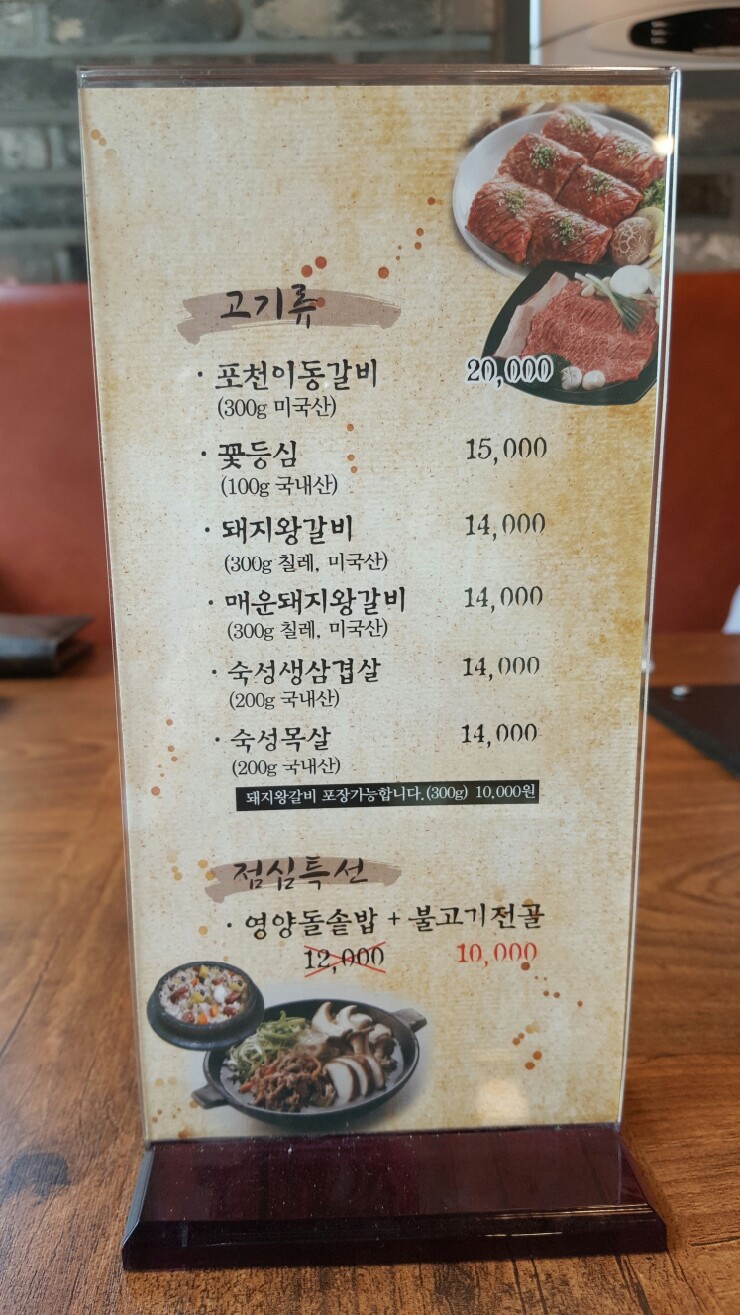 고기류
· 포천이동갈비 20,000
(300g 미국산)
· 꽃등심 15,000
(100g 국내산)
· 돼지왕갈비 14,000
(300g 칠레, 미국산)
· 매운돼지왕갈비 14,000
(300g 칠레, 미국산)
· 숙성생삼겹살 14,000
(200g 국내산)
· 숙성목살 14,000
(200g 국내산)
돼지왕갈비 포장가능합니다.(300g) 10,000원
점심특선
· 영양돌솥밥 + 불고기전골
12,000 10,000